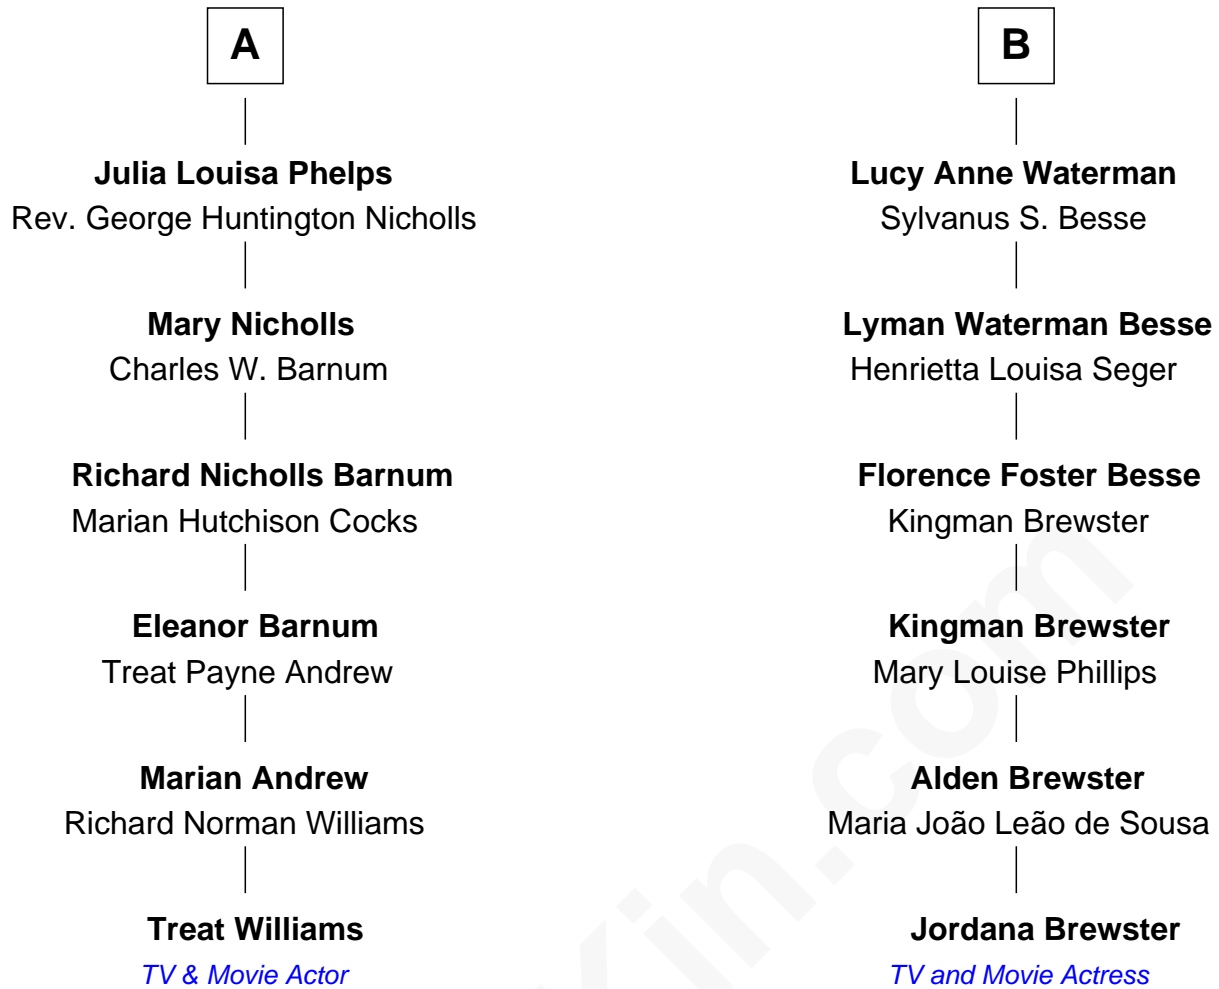 A
Julia Louisa Phelps
Rev. George Huntington Nicholls
Mary Nicholls
Charles W. Barnum
Richard Nicholls Barnum
Marian Hutchison Cocks
Eleanor Barnum
Treat Payne Andrew
Marian Andrew
Richard Norman Williams
Treat Williams
TV & Movie Actor
B
Lucy Anne Waterman
Sylvanus S. Besse
Lyman Waterman Besse
Henrietta Louisa Seger
Florence Foster Besse
Kingman Brewster
Kingman Brewster
Mary Louise Phillips
Alden Brewster
Maria João Leão de Sousa
Jordana Brewster
TV and Movie Actress
Kin.com